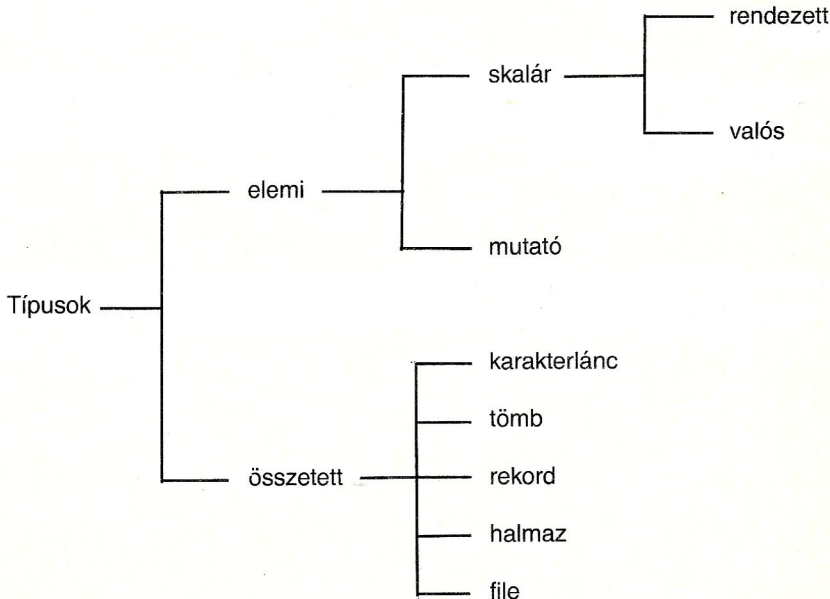 rendezett
skalár
valós
elemi
mutató
Típusok
karakterlánc
tömb
összetett
rekord
halmaz
file